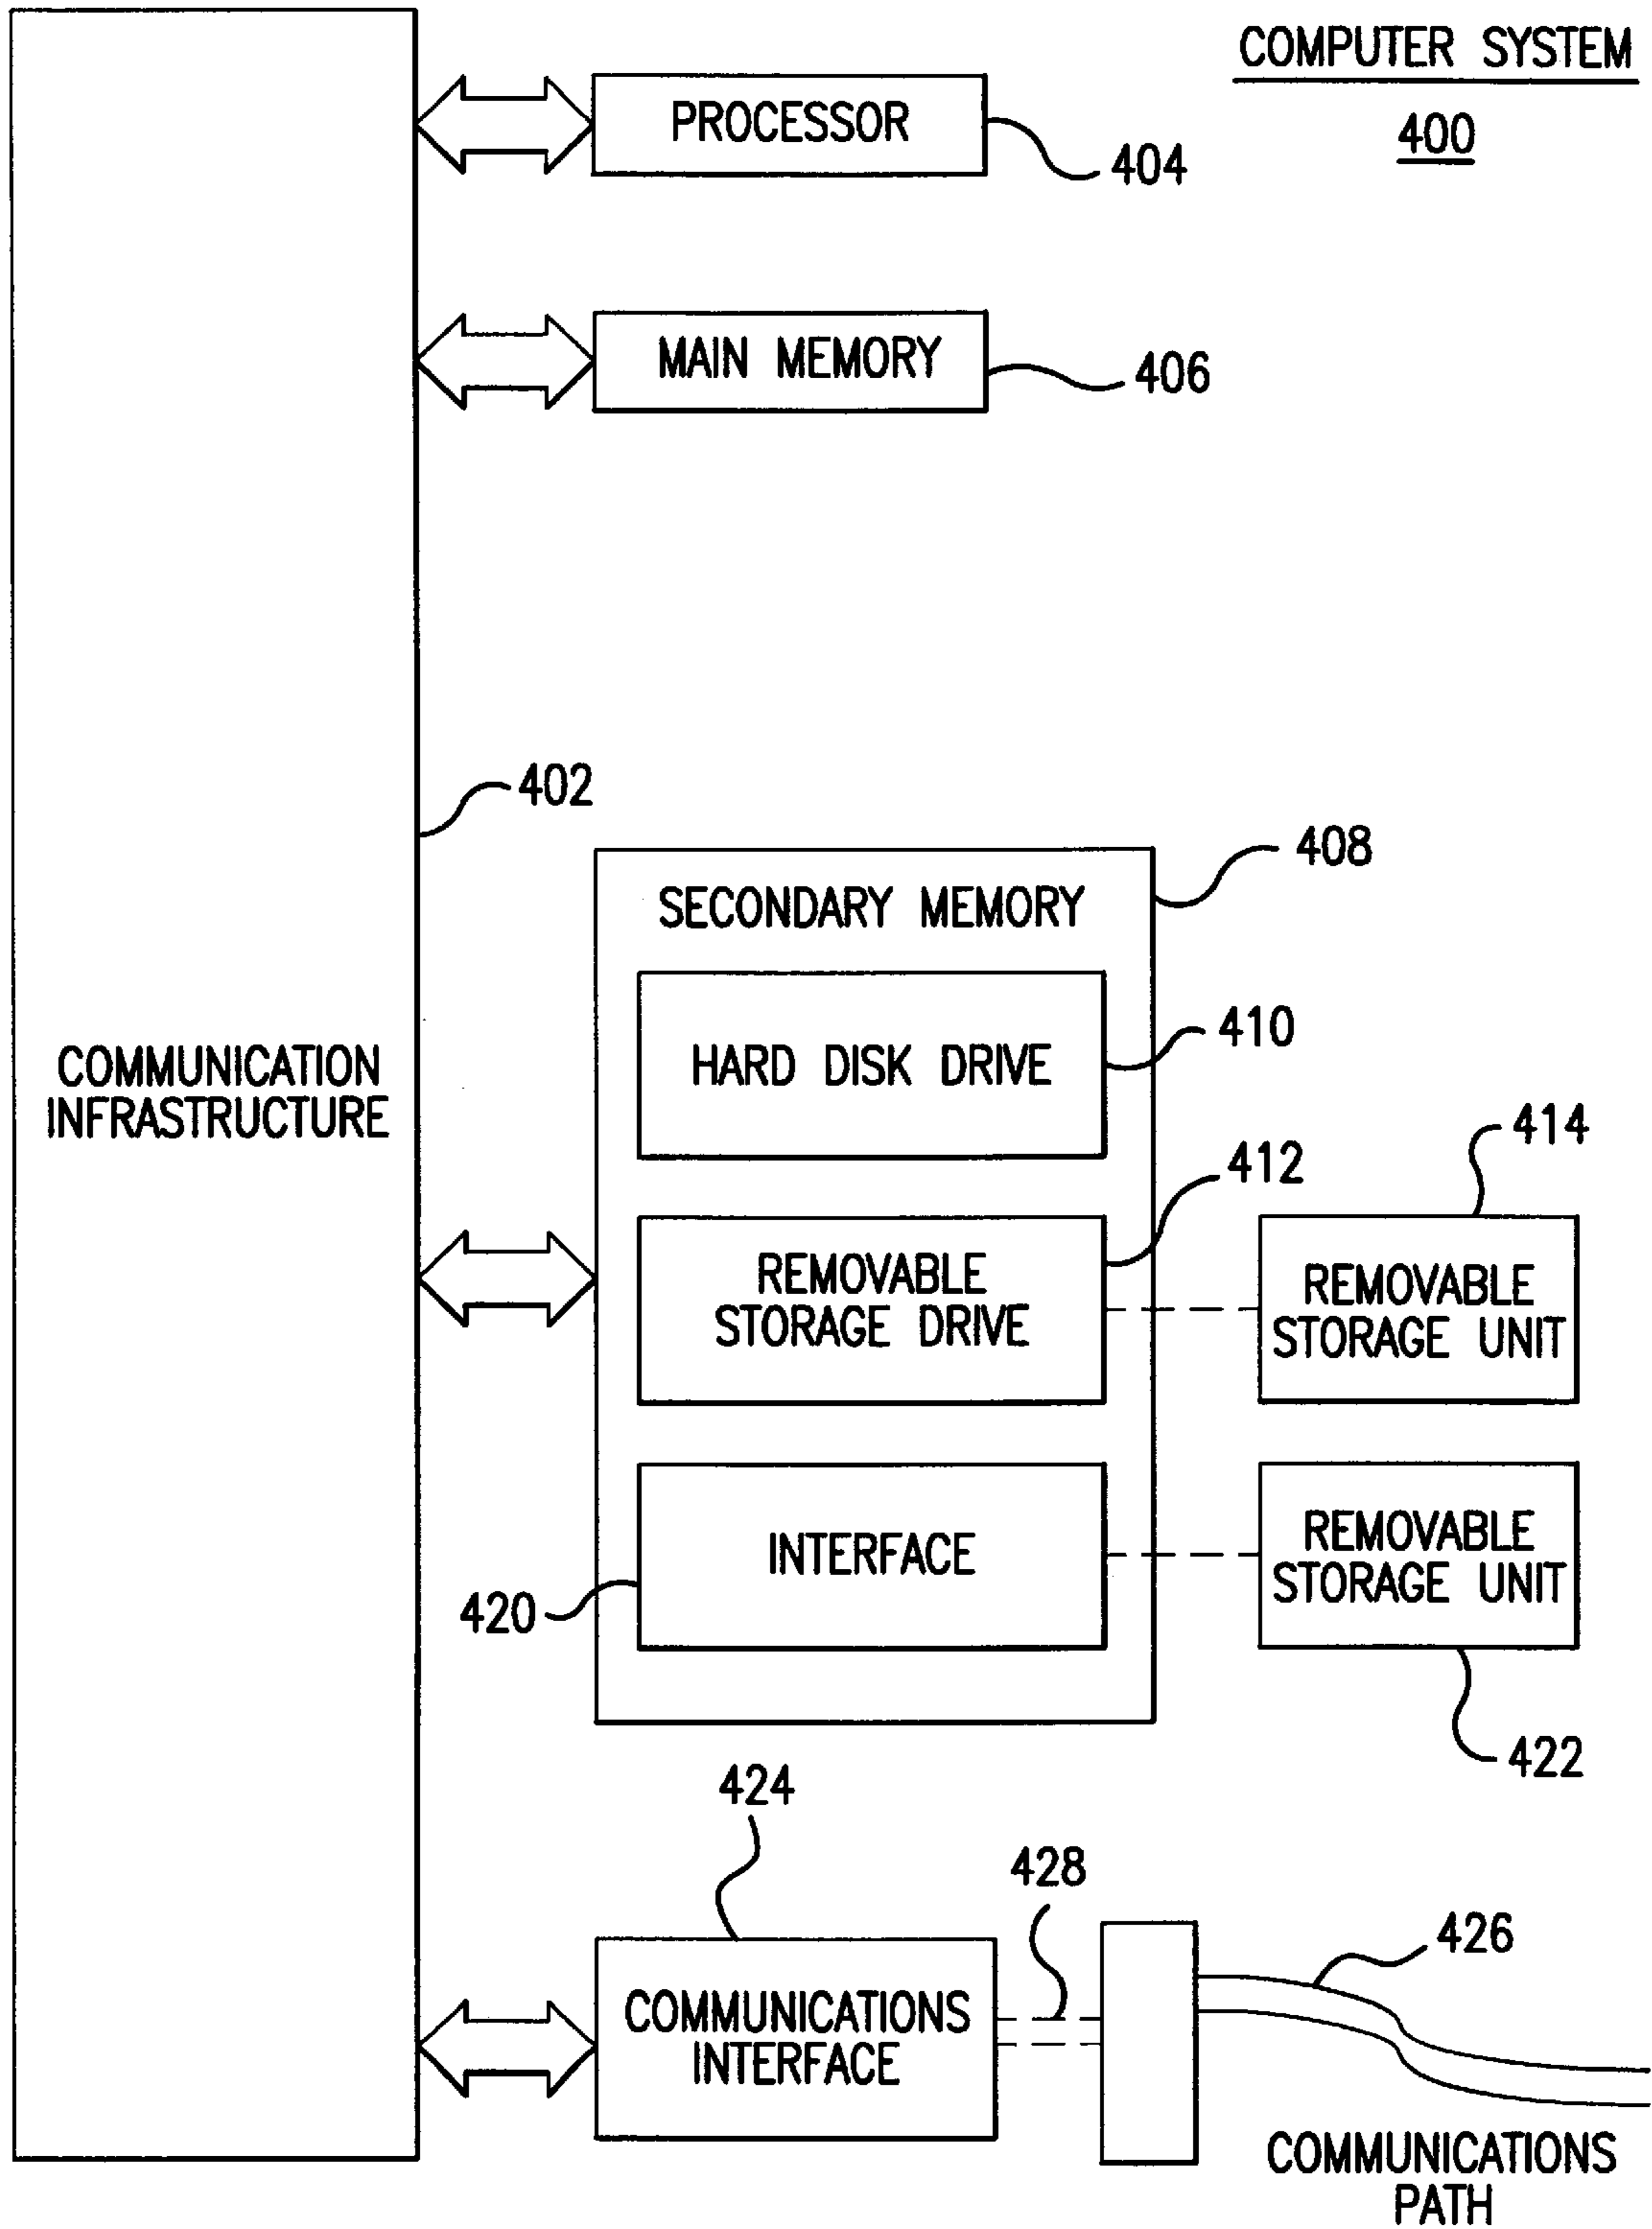 COMPUTER SYSTEM
400
PROCESSOR
404
MAIN MEMORY
406
402
408
SECONDARY MEMORY
HARD DISK DRIVE
410
COMMUNICATION
INFRASTRUCTURE
412
414
REMOVABLE
STORAGE DRIVE
REMOVABLE
STORAGE UNIT
INTERFACE
420
REMOVABLE
STORAGE UNIT
422
424
428
426
COMMUNICATIONS
INTERFACE
COMMUNICATIONS
PATH